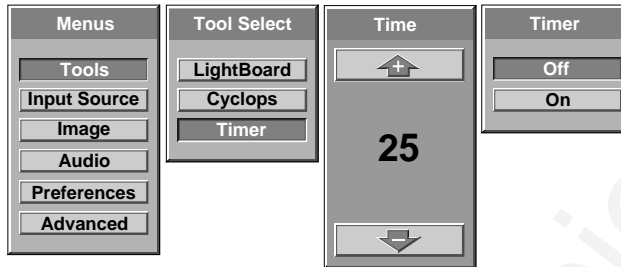 Menus
Tools
Input Source
Image
Audio
Preferences
Advanced
Tool Select
LightBoard
Cyclops
Timer
Time
+
25
−
Timer
Off
On